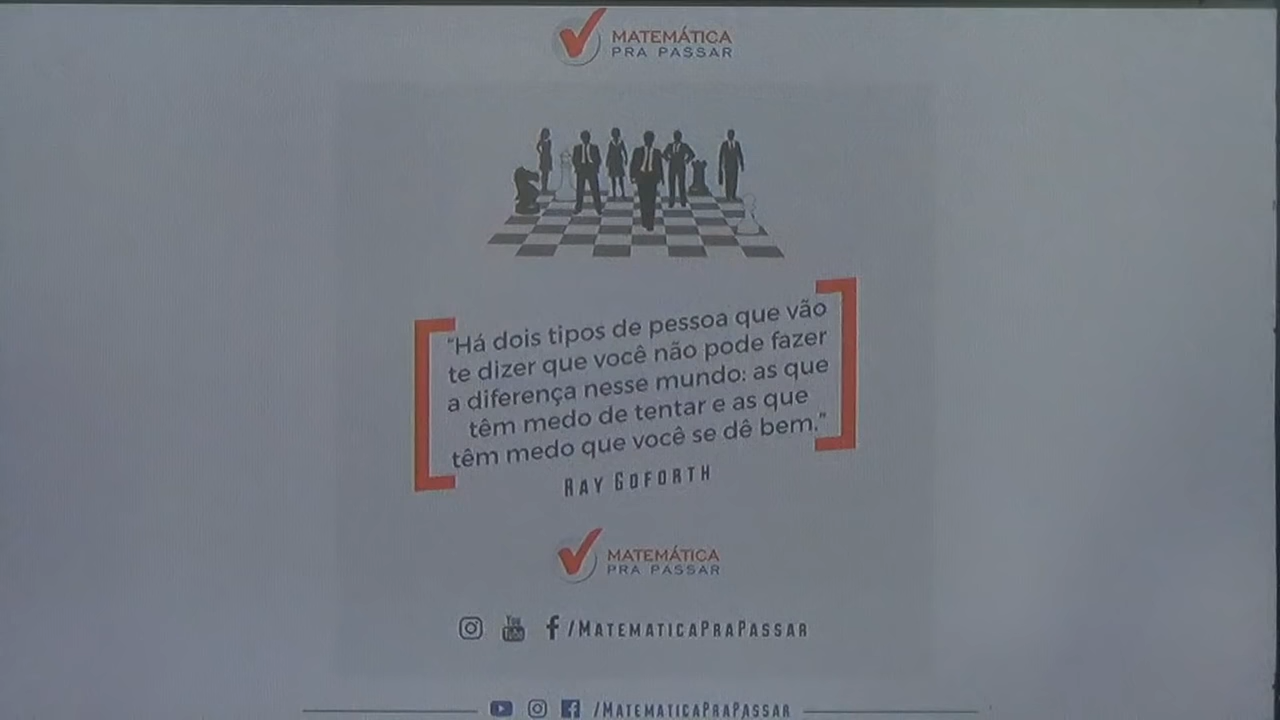 MATEMÁTICA
PRA PASSAR
"Há dois tipos de pessoa que vão
te dizer que você não pode fazer
a diferença nesse mundo: as que
têm medo de tentar e as que
têm medo que você se dê bem."
RAY GOFORTH
MATEMÁTICA
PRA PASSAR
You Tube /MATEMATICAPRAPASSAR
/MATEMATICAPRAPASSAR